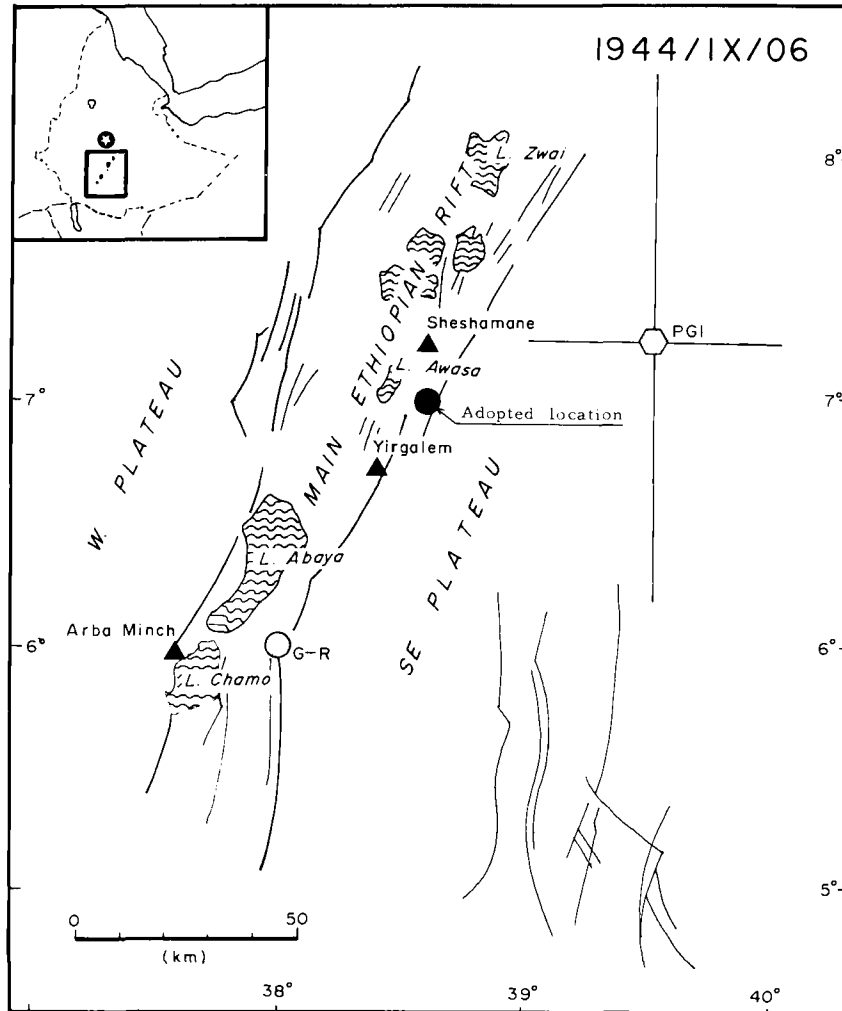 1944/IX/06
L. Zwai
8°
MAIN ETHIOPIAN RIFT
Sheshamane
PGI
L. Awasa
7°
7°
Adopted location
Yirgalem
W. PLATEAU
SE PLATEAU
L. Abaya
Arba Minch
6°
G-R
6°
L. Chamo
5°
0 50
(km)
38°
39°
40°